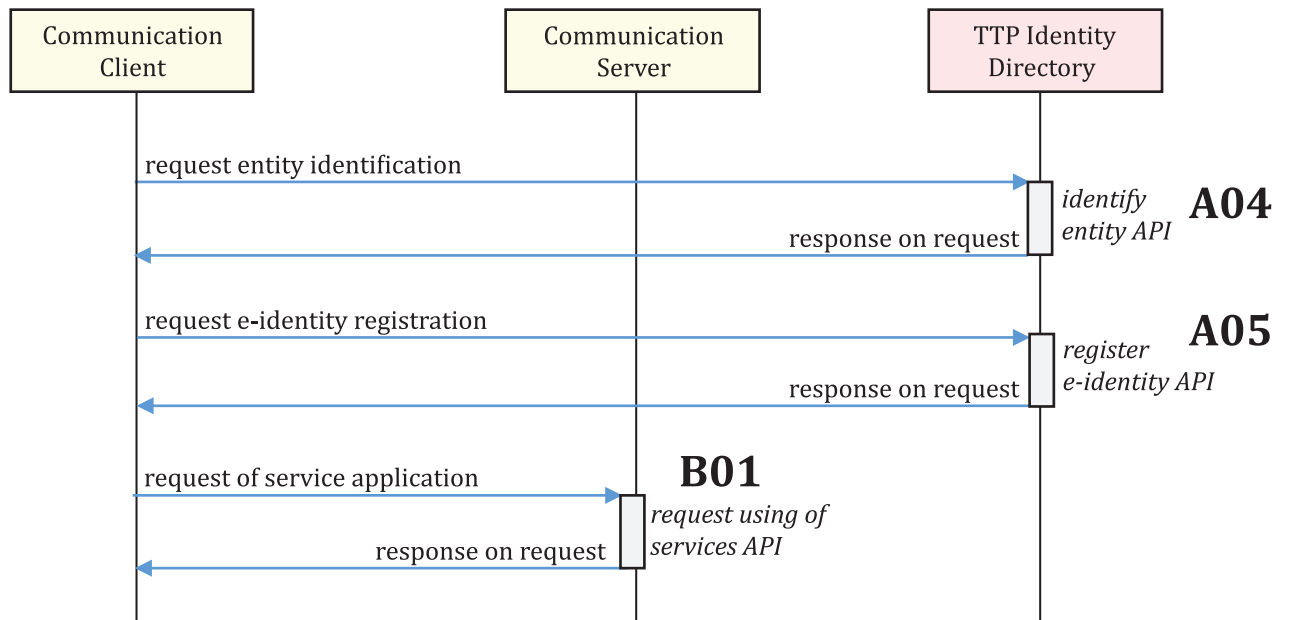 Communication
Client
Communication
Server
TTP Identity
Directory
request entity identification
identify
entity API
A04
response on request
request e-identity registration
A05
register
e-identity API
response on request
B01
request of service application
request using of
services API
response on request